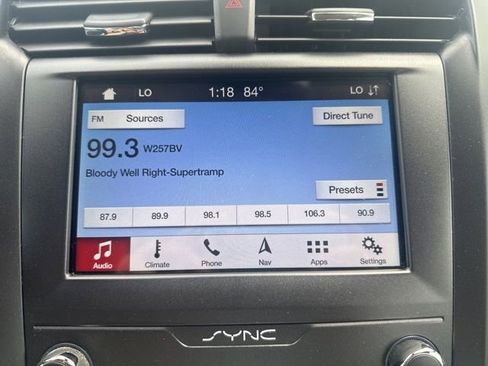 LO 1:18 84° LO
FM Sources Direct Tune
99.3 W257BV
Bloody Well Right-Supertramp
Presets
87.9 89.9 98.1 98.5 106.3 90.9
Audio Climate Phone Nav Apps Settings
SYNC